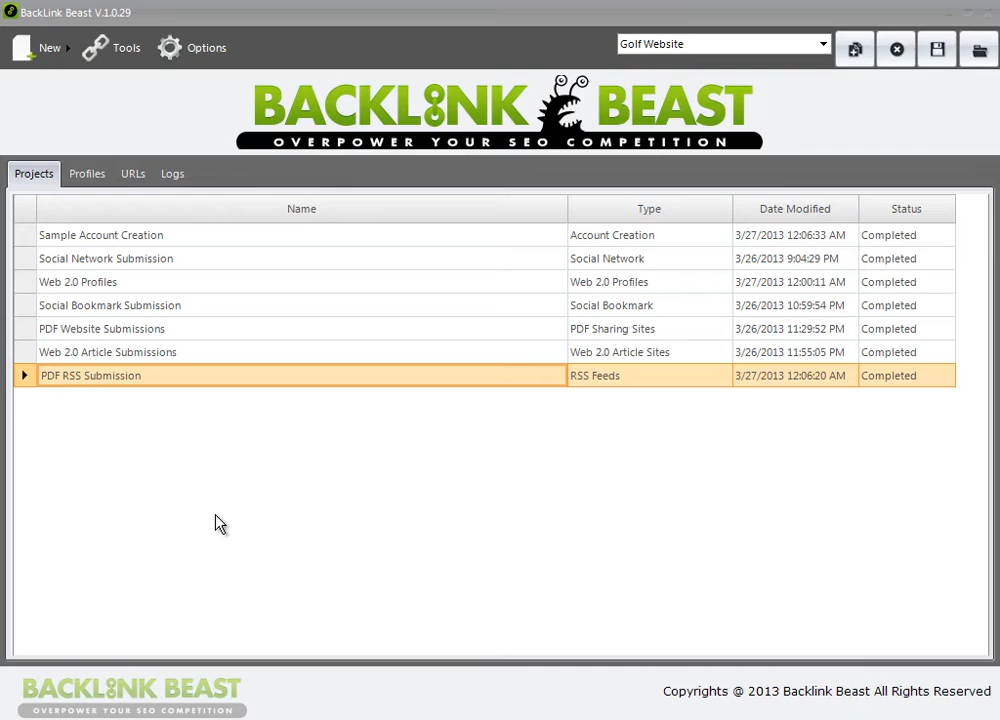 BackLink Beast V.1.0.29
New Tools Options Golf Website
BACKLINK BEAST
OVERPOWER YOUR SEO COMPETITION
Projects Profiles URLs Logs
Name Type Date Modified Status
Sample Account Creation Account Creation 3/27/2013 12:06:33 AM Completed
Social Network Submission Social Network 3/26/2013 9:04:29 PM Completed
Web 2.0 Profiles Web 2.0 Profiles 3/27/2013 12:00:11 AM Completed
Social Bookmark Submission Social Bookmark 3/26/2013 10:59:54 PM Completed
PDF Website Submissions PDF Sharing Sites 3/26/2013 11:29:52 PM Completed
Web 2.0 Article Submissions Web 2.0 Article Sites 3/26/2013 11:55:05 PM Completed
PDF RSS Submission RSS Feeds 3/27/2013 12:06:20 AM Completed
BACKLINK BEAST
OVERPOWER YOUR SEO COMPETITION
Copyrights @ 2013 Backlink Beast All Rights Reserved